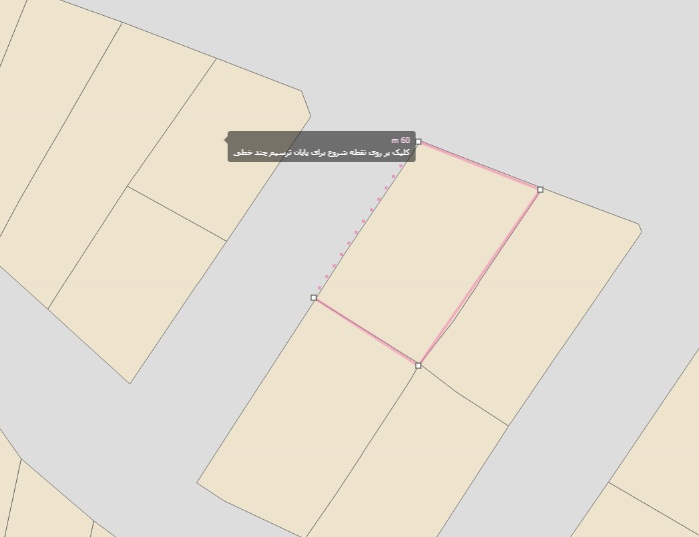 60 m
کلیک بر روی نقطه شروع برای پایان ترسیم چند خطی